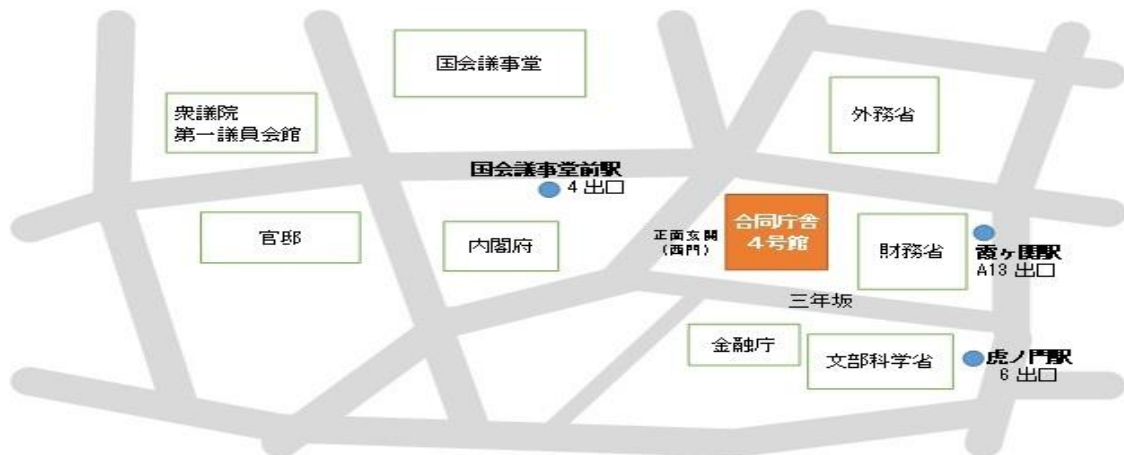 国会議事堂
衆議院
第一議員会館
外務省
国会議事堂前駅
4 出口
官邸
内閣府
正面玄関
(西門)
合同庁舎
4号館
財務省
霞ヶ関駅
A13 出口
三年坂
金融庁
文部科学省
虎ノ門駅
6 出口